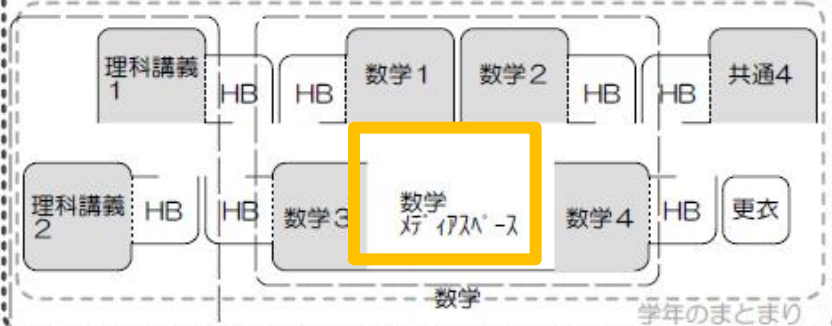 理科講義
1
HB
HB
数学1
数学2
HB
HB
共通4
理科講義
2
HB
HB
数学3
数学
ﾒﾃﾞｨｱｽﾍﾟｰｽ
数学4
HB
更衣
数学
学年のまとまり